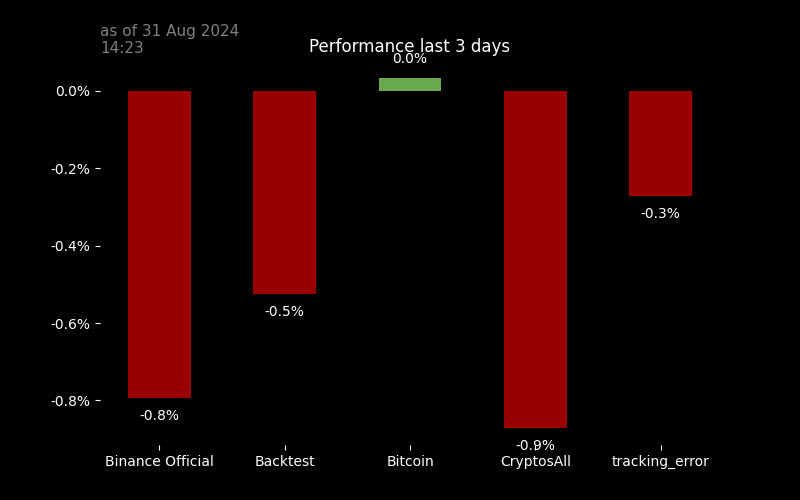 as of 31 Aug 2024
14:23
Performance last 3 days
0.0%
0.0%
-0.2%
-0.3%
-0.4%
-0.5%
-0.6%
-0.8%
-0.8%
-0.9%
Binance Official
Backtest
Bitcoin
CryptosAll
tracking_error